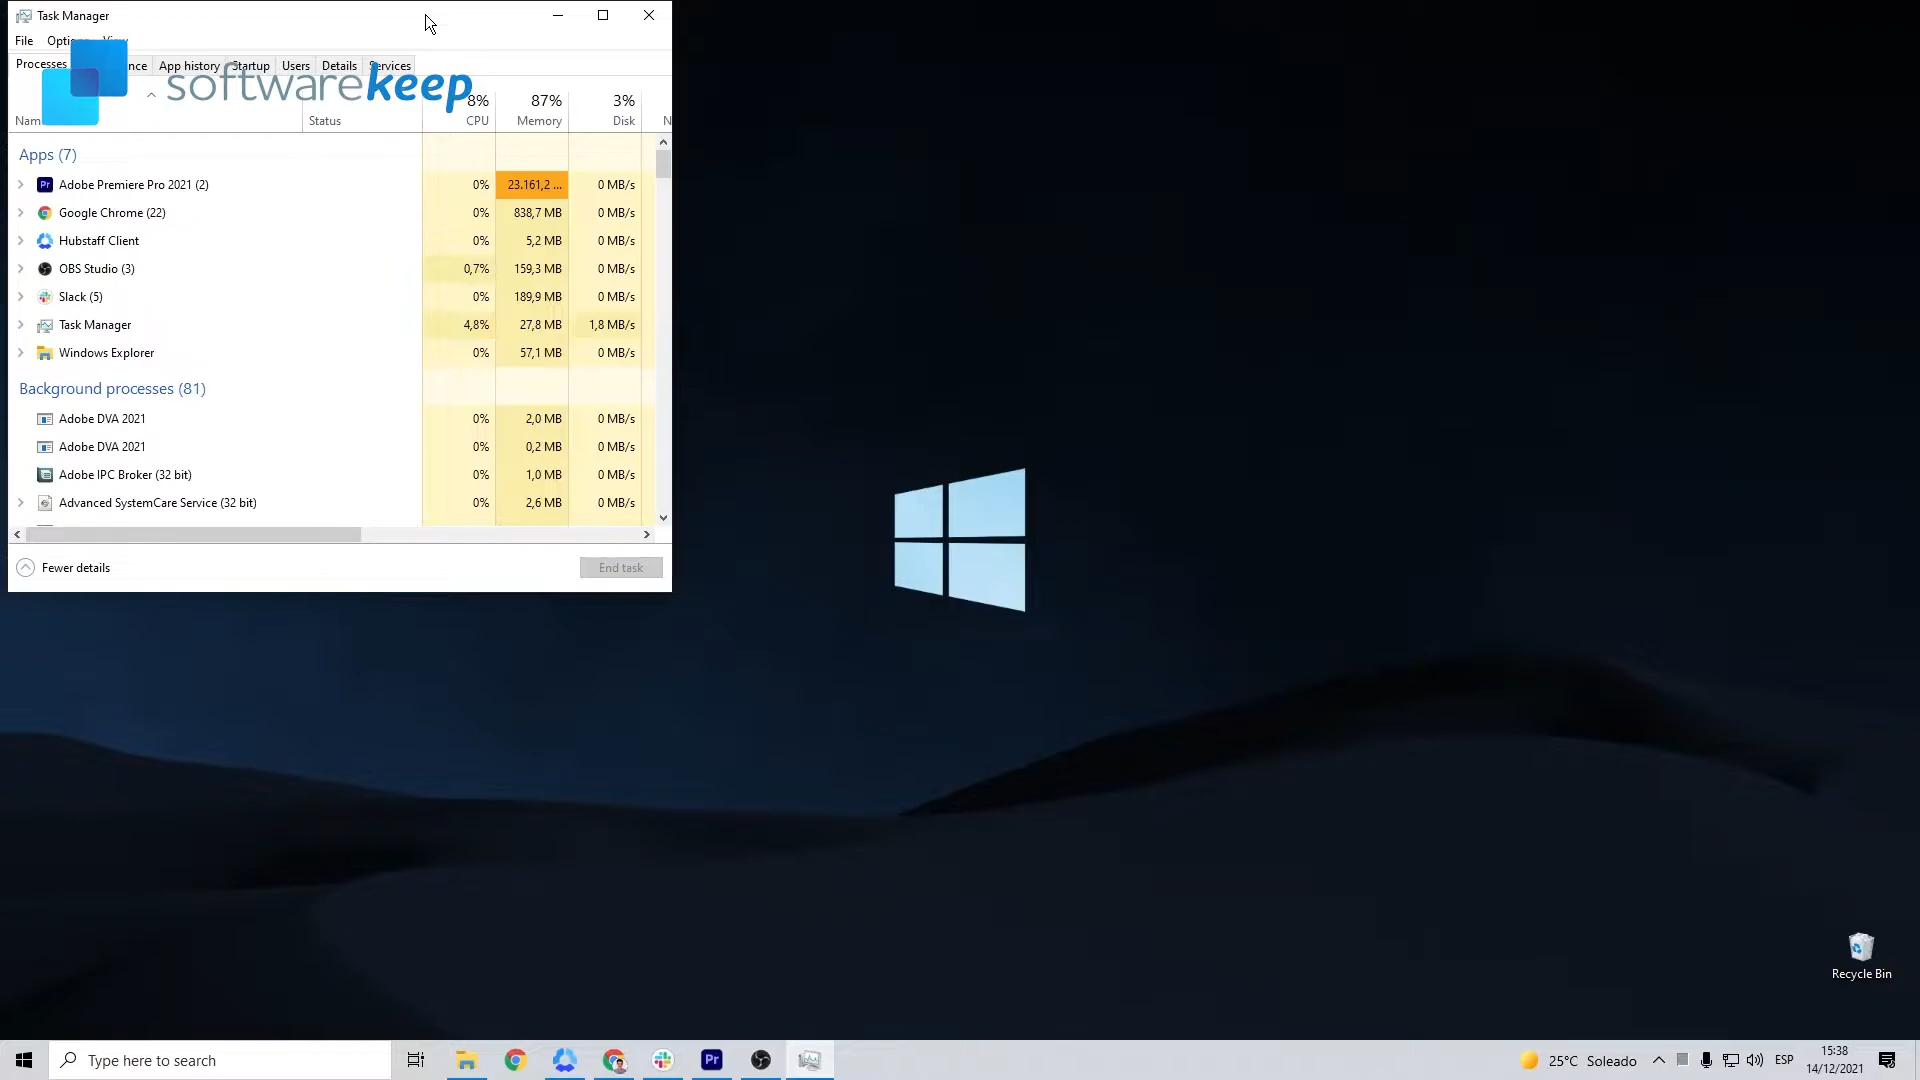 Task Manager
File Options View
Processes nce App history Startup Users Details Services
softwarekeep
8% 87% 3%
Name Status CPU Memory Disk N
Apps (7)
Pr Adobe Premiere Pro 2021 (2) 0% 23.161,2 ... 0 MB/s
Google Chrome (22) 0% 838,7 MB 0 MB/s
Hubstaff Client 0% 5,2 MB 0 MB/s
OBS Studio (3) 0,7% 159,3 MB 0 MB/s
Slack (5) 0% 189,9 MB 0 MB/s
Task Manager 4,8% 27,8 MB 1,8 MB/s
Windows Explorer 0% 57,1 MB 0 MB/s
Background processes (81)
Adobe DVA 2021 0% 2,0 MB 0 MB/s
Adobe DVA 2021 0% 0,2 MB 0 MB/s
Adobe IPC Broker (32 bit) 0% 1,0 MB 0 MB/s
Advanced SystemCare Service (32 bit) 0% 2,6 MB 0 MB/s
Fewer details End task
Recycle Bin
Type here to search Pr 25°C Soleado ESP 15:38
14/12/2021